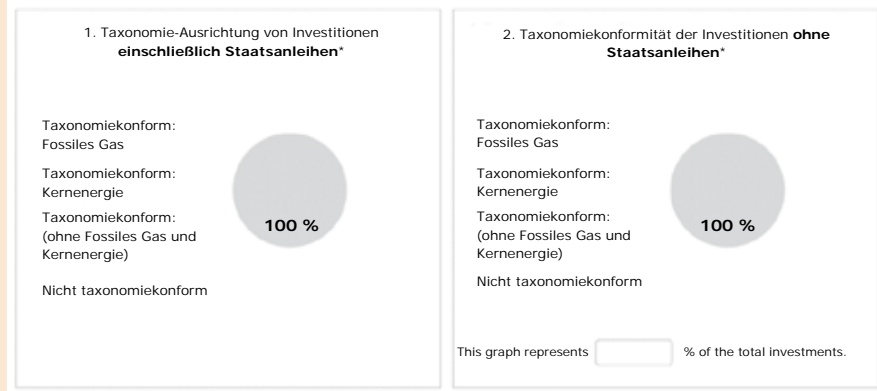 1. Taxonomie-Ausrichtung von Investitionen
einschließlich Staatsanleihen*
Taxonomiekonform:
Fossiles Gas
Taxonomiekonform:
Kernenergie
Taxonomiekonform:
(ohne Fossiles Gas und
Kernenergie)
Nicht taxonomiekonform
100 %
2. Taxonomiekonformität der Investitionen ohne
Staatsanleihen*
Taxonomiekonform:
Fossiles Gas
Taxonomiekonform:
Kernenergie
Taxonomiekonform:
(ohne Fossiles Gas und
Kernenergie)
Nicht taxonomiekonform
100 %
This graph represents % of the total investments.